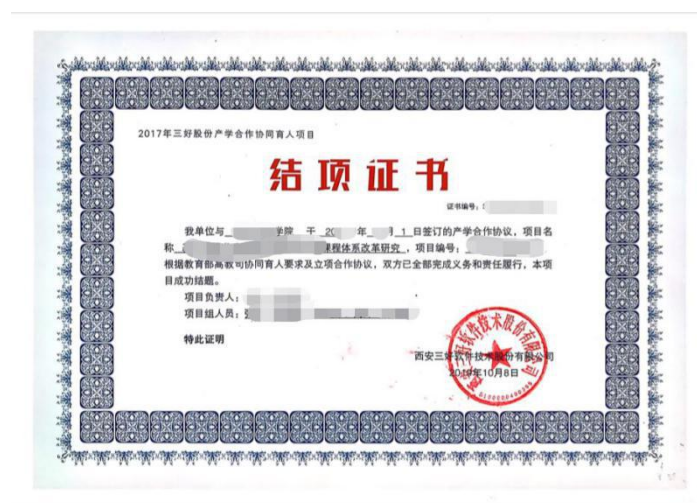 2017年三好股份产学合作协同育人项目
结项证书
证书编号:
我单位与 学院 于 20 年 月 1 日签订的产学合作协议,项目名
称 课程体系改革研究,项目编号:
根据教育部高教司协同育人要求及立项合作协议,双方已全部完成义务和责任履行,本项
目成功结题。
项目负责人:
项目组人员:张
特此证明
西安三好软件技术股份有限公司
2019年10月8日